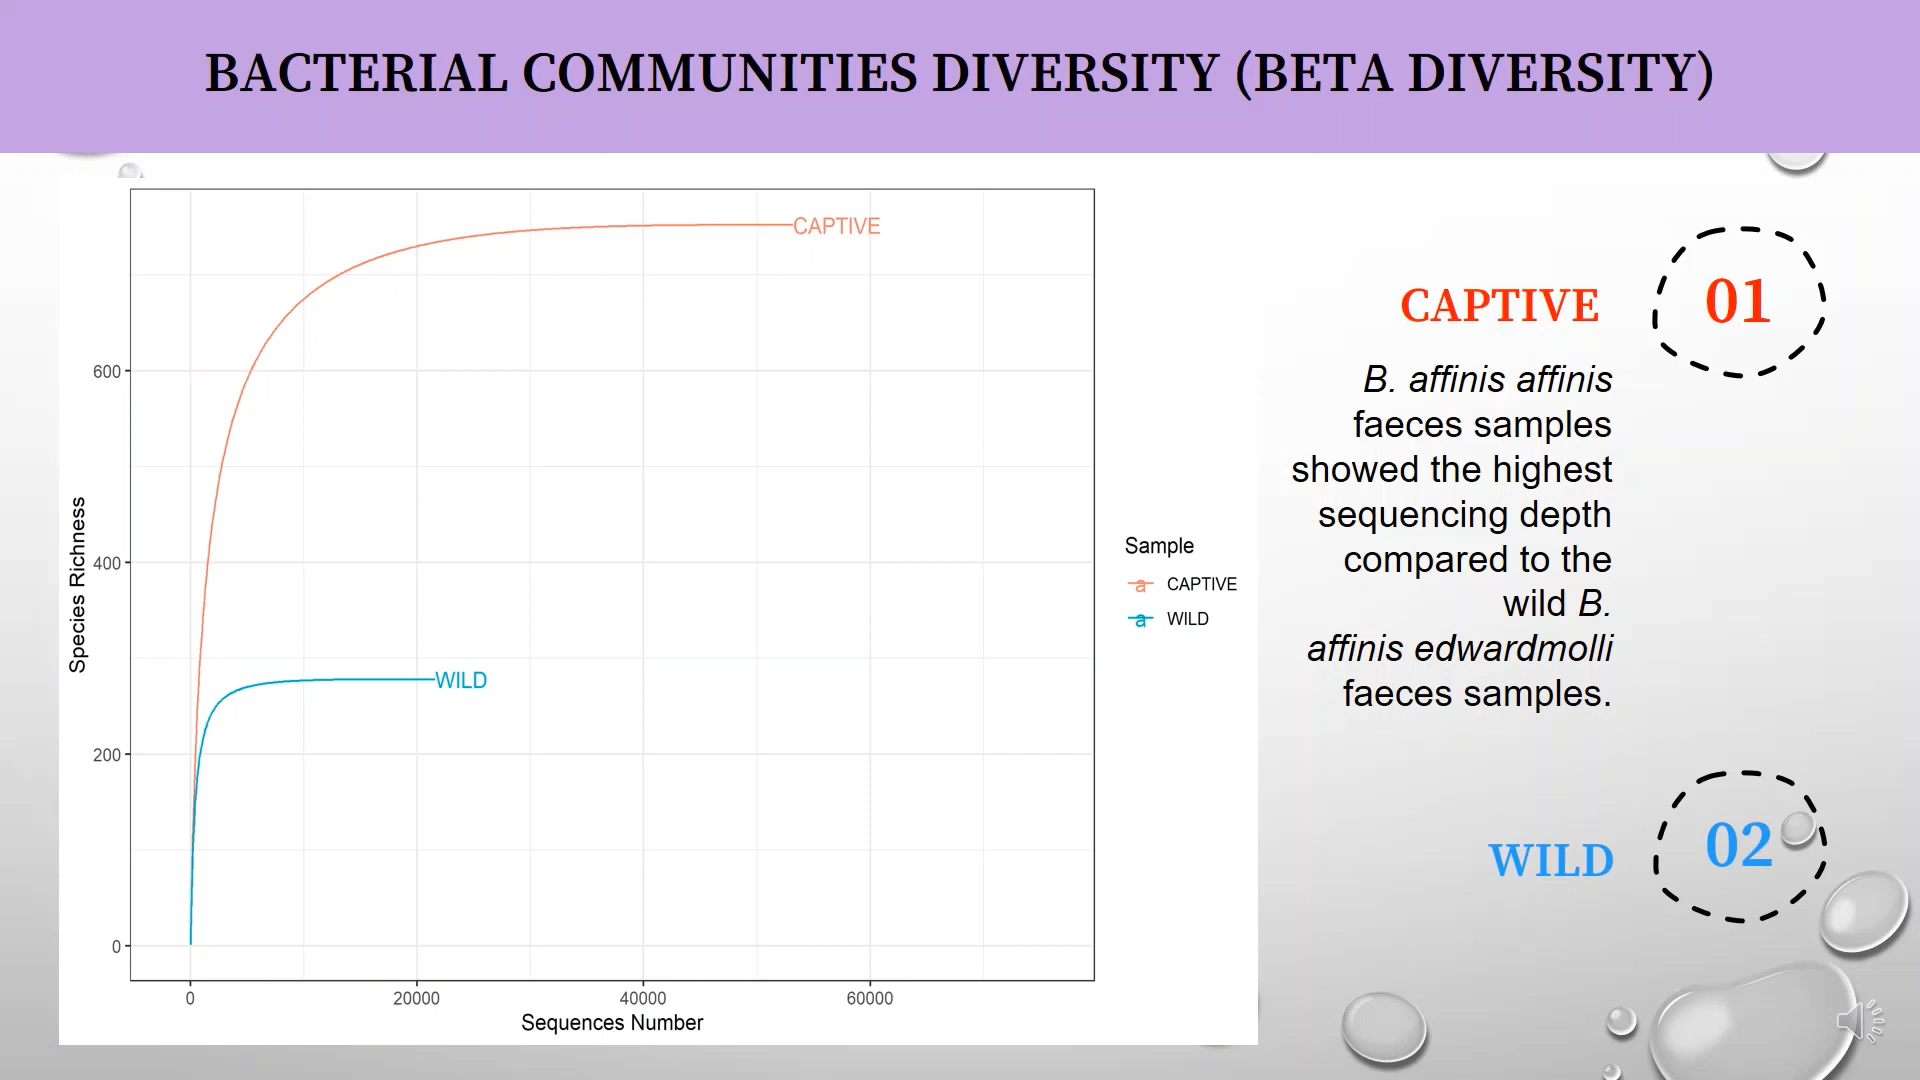 BACTERIAL COMMUNITIES DIVERSITY (BETA DIVERSITY)
CAPTIVE
WILD
600
400
200
0
Species Richness
0 20000 40000 60000
Sequences Number
Sample
a CAPTIVE
a WILD
CAPTIVE
01
B. affinis affinis
faeces samples
showed the highest
sequencing depth
compared to the
wild B.
affinis edwardmolli
faeces samples.
WILD
02